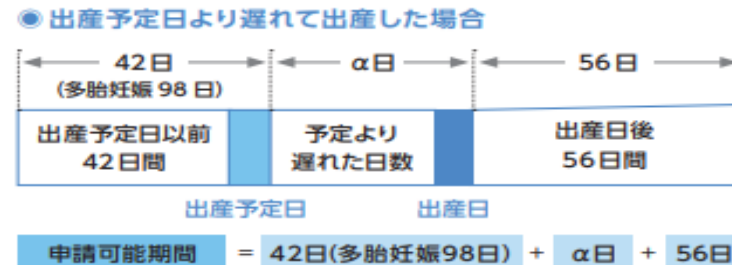 ◉ 出産予定日より遅れて出産した場合
42日 α日 56日
(多胎妊娠 98 日)
出産予定日以前
42日間
予定より
遅れた日数
出産日後
56日間
出産予定日 出産日
申請可能期間 = 42日(多胎妊娠98日) + α日 + 56日